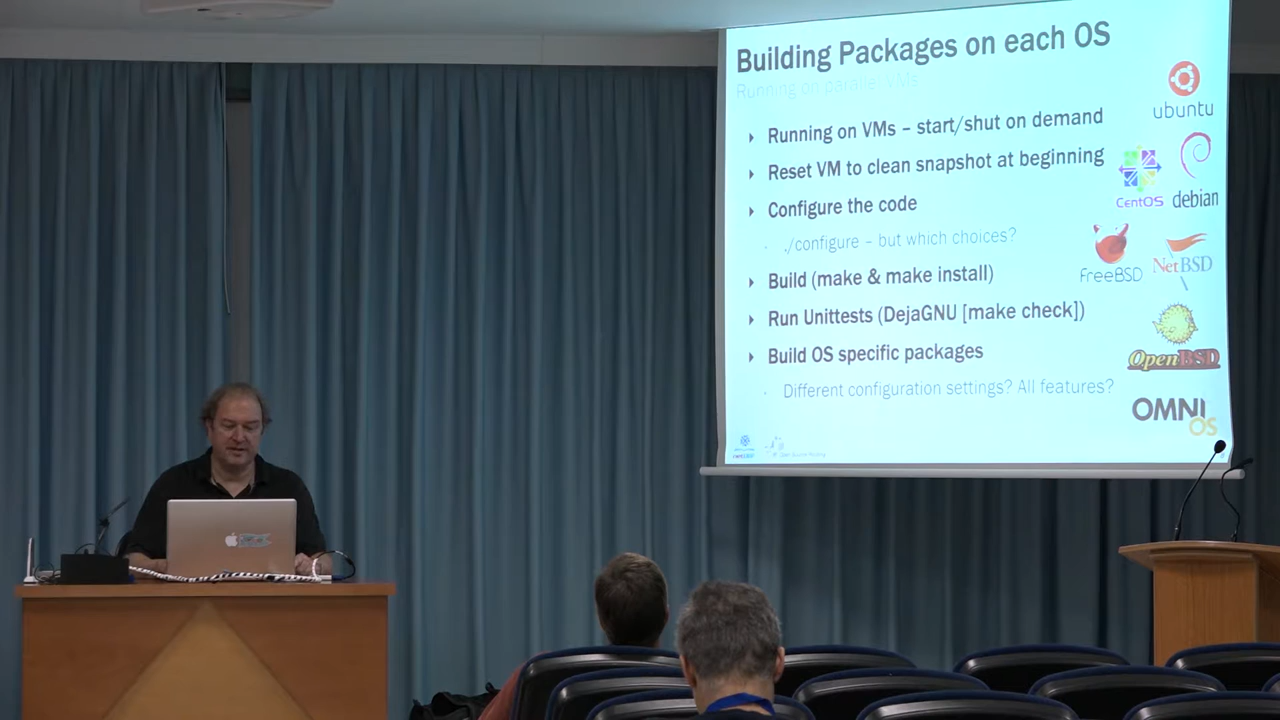 Building Packages on each OS
Running on parallel VMs
Running on VMs – start/shut on demand
Reset VM to clean snapshot at beginning
Configure the code
./configure – but which choices?
Build (make & make install)
Run Unittests (DejaGNU [make check])
Build OS specific packages
Different configuration settings? All features?
ubuntu
CentOS
debian
FreeBSD
NetBSD
OpenBSD
OMNI
OS